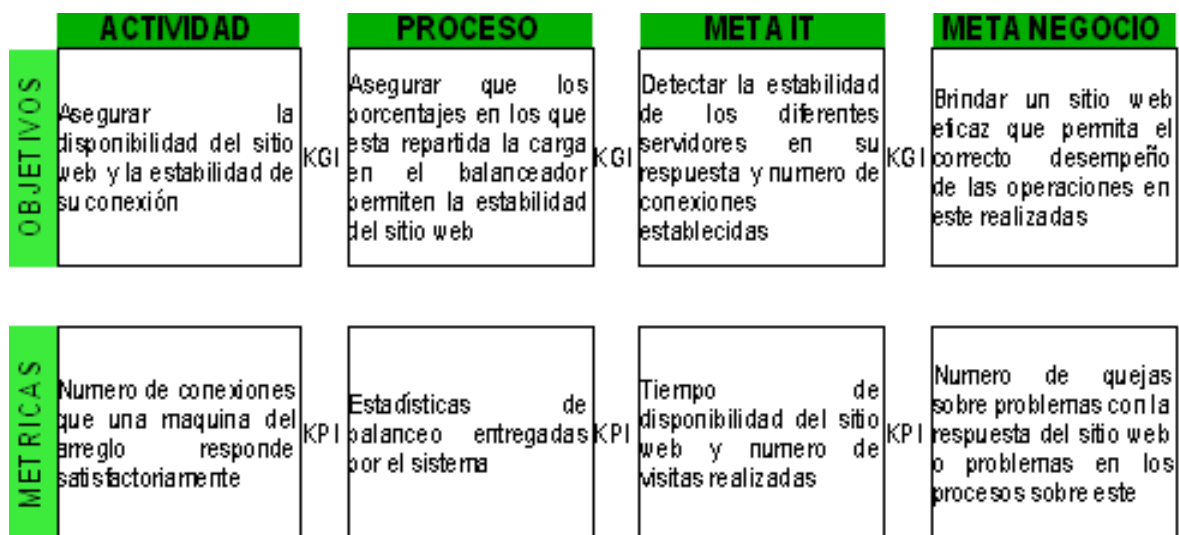 ACTIVIDAD PROCESO META IT META NEGOCIO
OBJETIVOS
Asegurar la
disponibilidad del sitio
web y la estabilidad de
su conexión
KGI
Asegurar que los
porcentajes en los que
esta repartida la carga
en el balanceador
permiten la estabilidad
del sitio web
KGI
Detectar la estabilidad
de los diferentes
servidores en su
respuesta y numero de
conexiones
establecidas
KGI
Brindar un sitio web
eficaz que permita el
correcto desempeño
de las operaciones en
este realizadas
METRICAS
Numero de conexiones
que una maquina del
arreglo responde
satisfactoriamente
KPI
Estadísticas de
balanceo entregadas
por el sistema
KPI
Tiempo de
disponibilidad del sitio
web y numero de
visitas realizadas
KPI
Numero de quejas
sobre problemas con la
respuesta del sitio web
o problemas en los
procesos sobre este